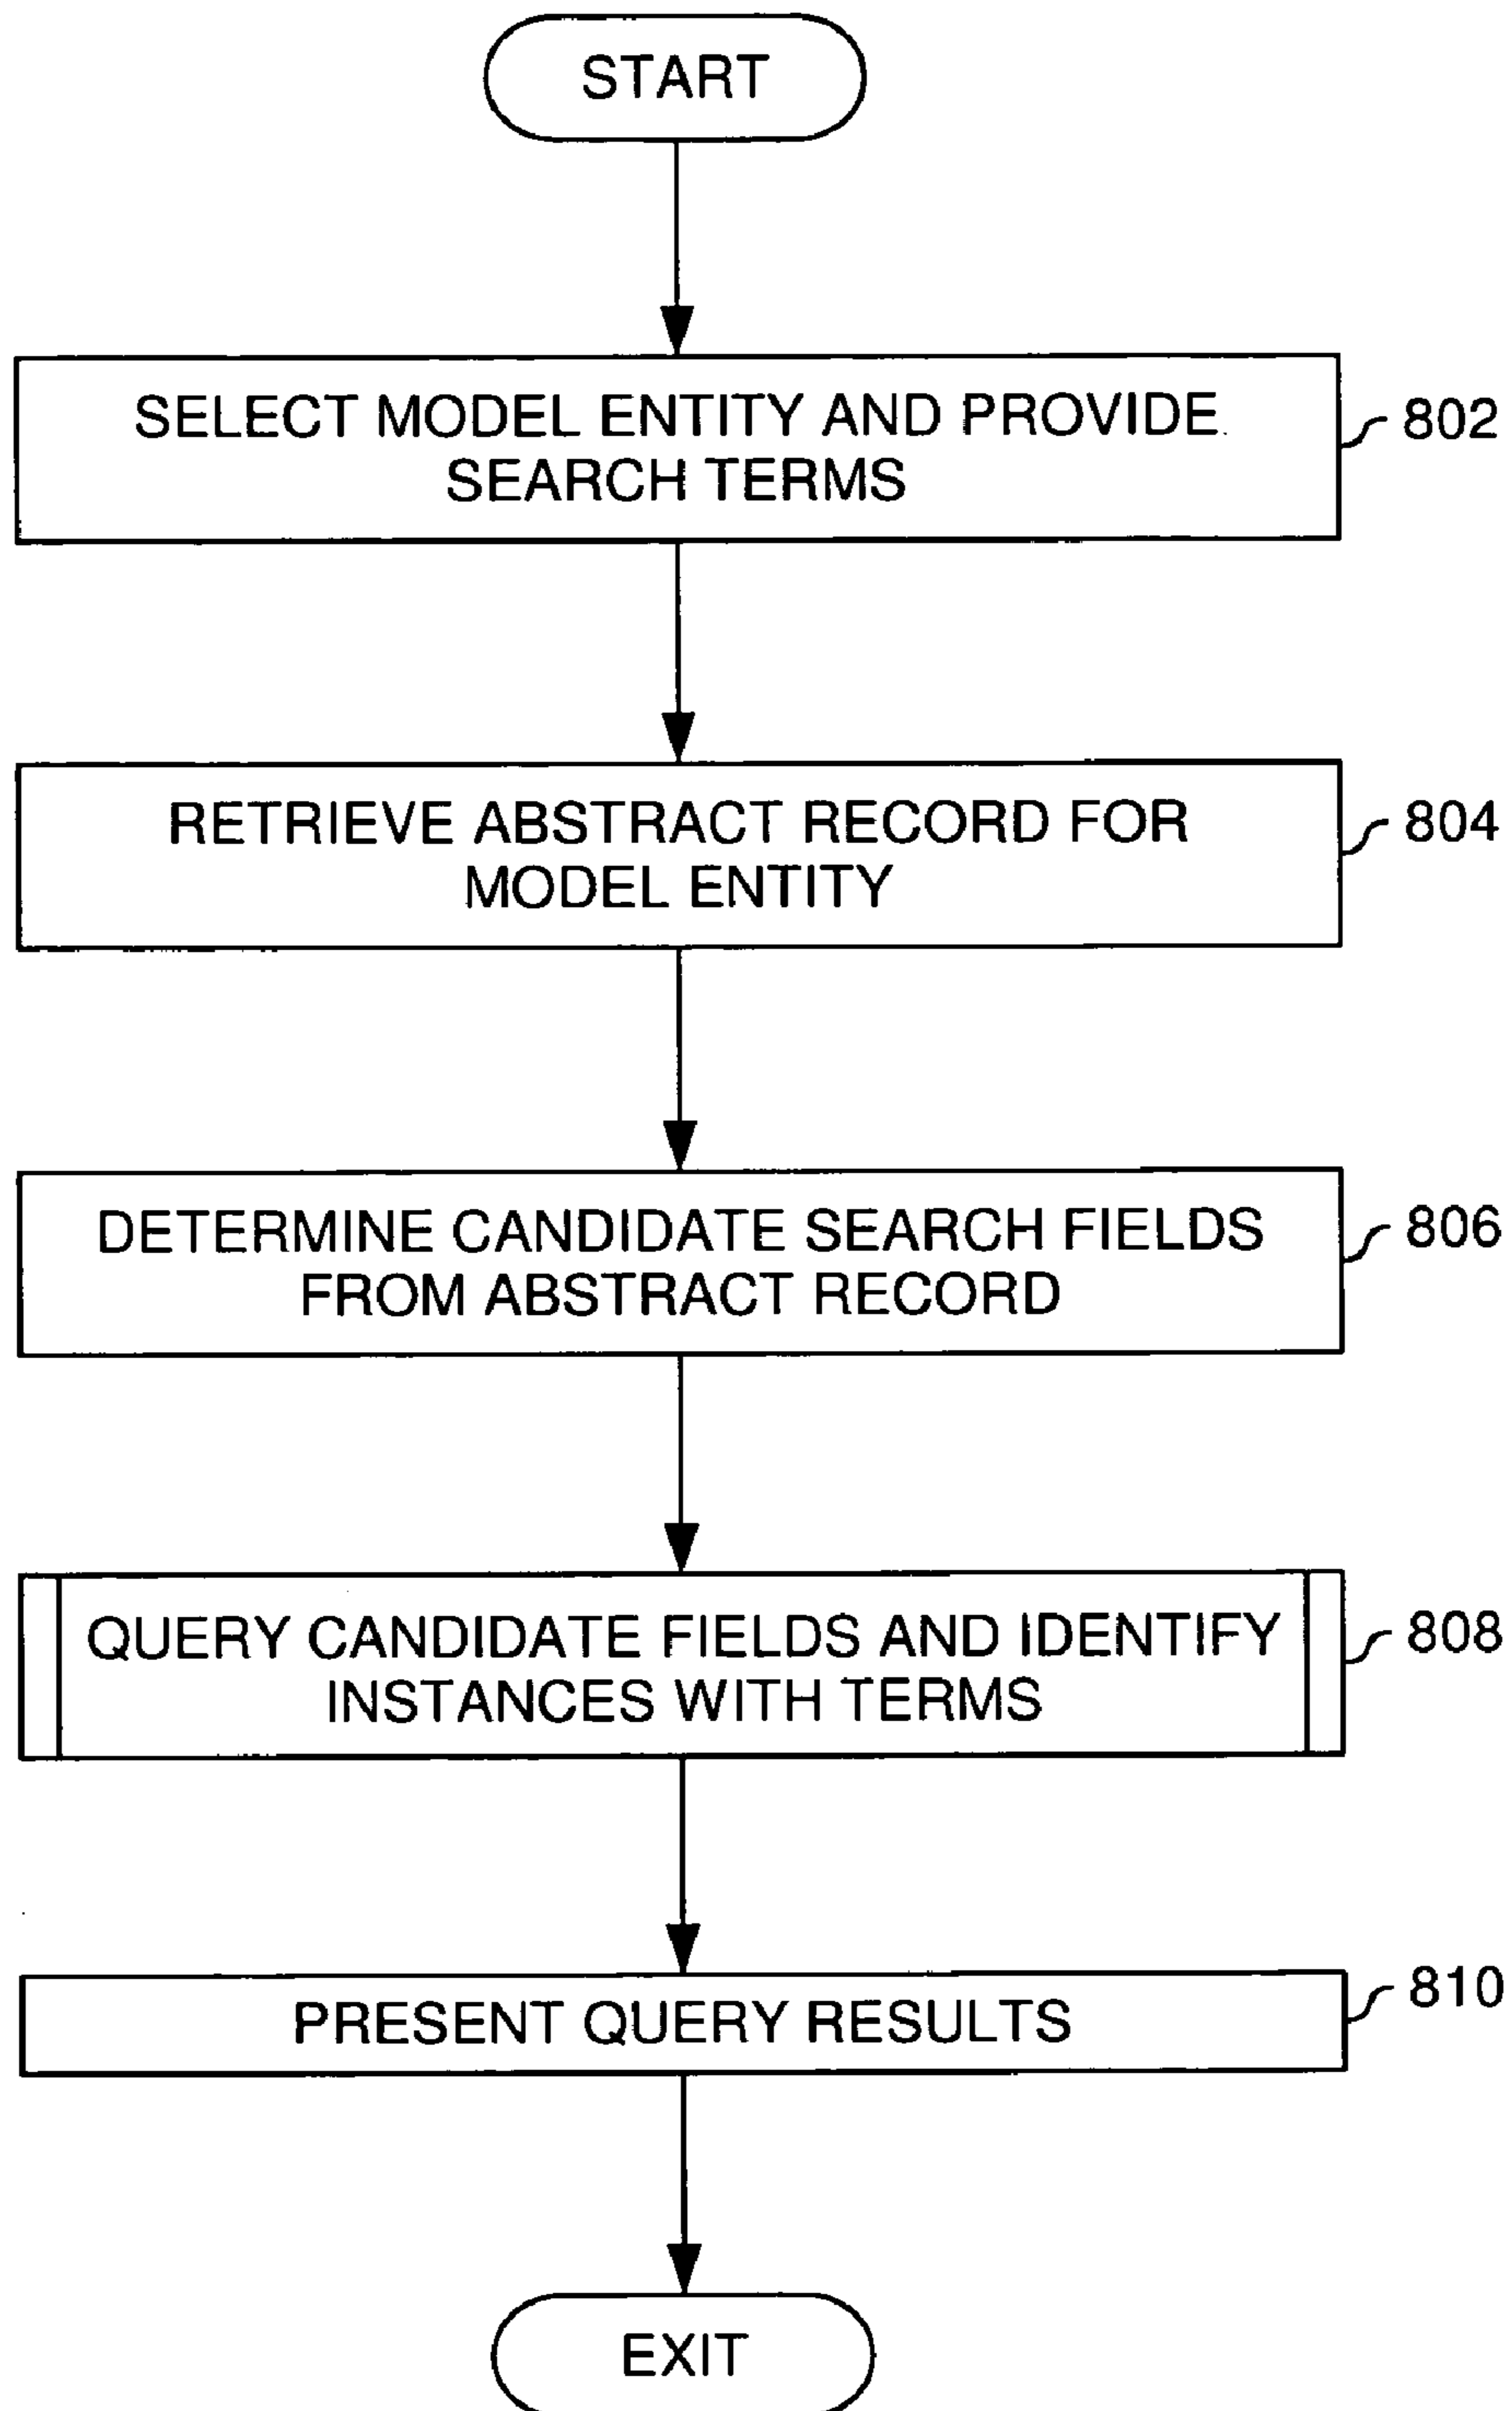 START
SELECT MODEL ENTITY AND PROVIDE
SEARCH TERMS
802
RETRIEVE ABSTRACT RECORD FOR
MODEL ENTITY
804
DETERMINE CANDIDATE SEARCH FIELDS
FROM ABSTRACT RECORD
806
QUERY CANDIDATE FIELDS AND IDENTIFY
INSTANCES WITH TERMS
808
PRESENT QUERY RESULTS
810
EXIT